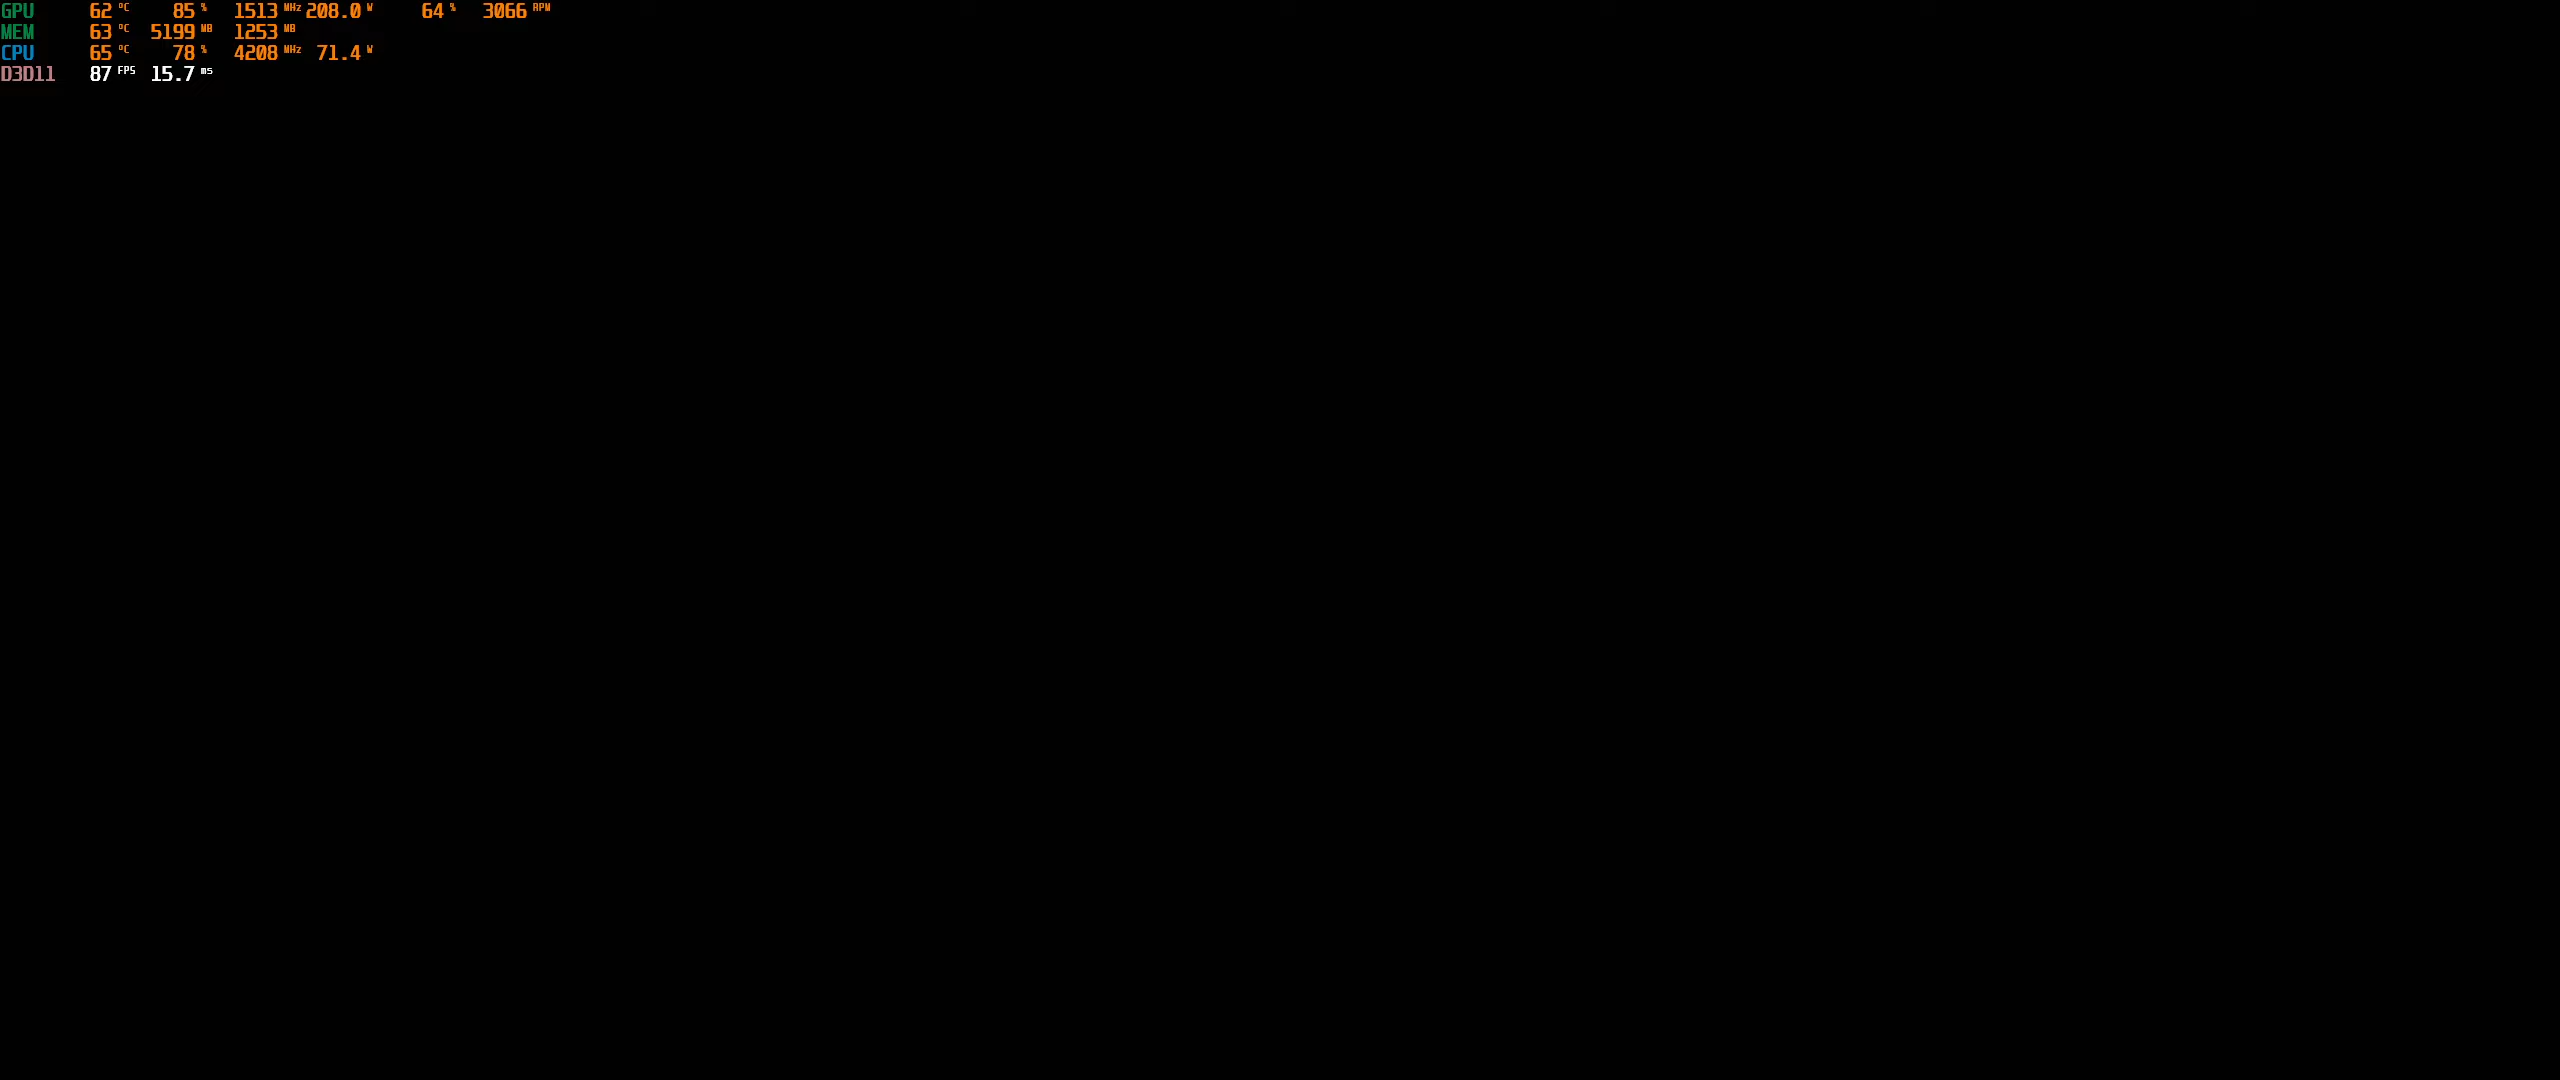 GPU 62 °C 85 % 1513 MHz 208.0 W 64 % 3066 RPM
MEM 63 °C 5199 MB 1253 MB
CPU 65 °C 78 % 4208 MHz 71.4 W
D3D11 87 FPS 15.7 ms